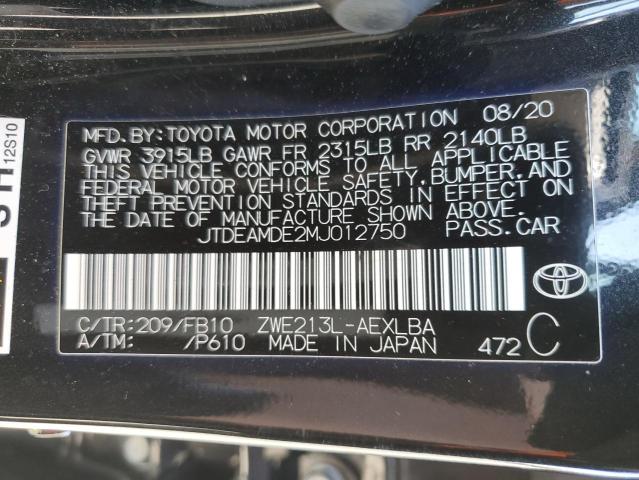 MFD.BY:TOYOTA MOTOR CORPORATION 08/20
GVWR 3915LB GAWR FR 2315LB RR 2140LB
THIS VEHICLE CONFORMS TO ALL APPLICABLE
FEDERAL MOTOR VEHICLE SAFETY,BUMPER,AND
THEFT PREVENTION STANDARDS IN EFFECT ON
THE DATE OF MANUFACTURE SHOWN ABOVE.
JTDEAMDE2MJ012750 PASS.CAR
C/TR:209/FB10 ZWE213L-AEXLBA
A/TM: /P610 MADE IN JAPAN 472 C
12S10